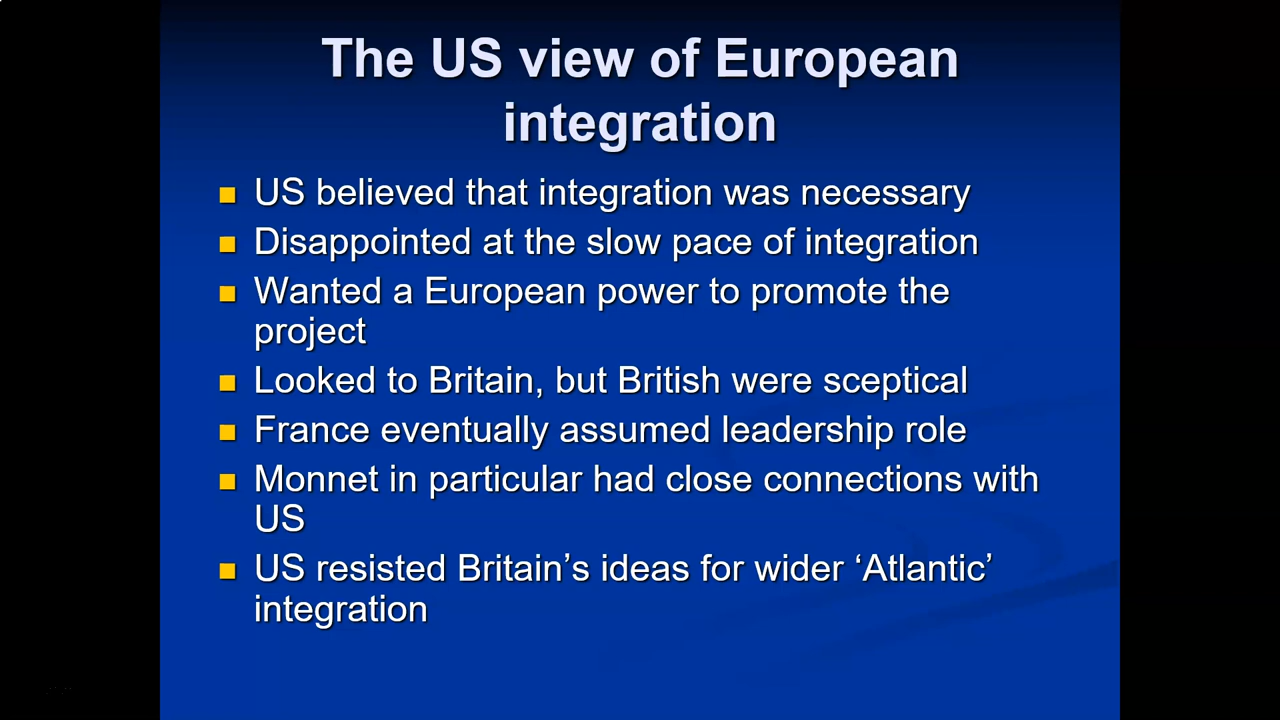 The US view of European
integration
US believed that integration was necessary
Disappointed at the slow pace of integration
Wanted a European power to promote the
project
Looked to Britain, but British were sceptical
France eventually assumed leadership role
Monnet in particular had close connections with
US
US resisted Britain’s ideas for wider ‘Atlantic’
integration